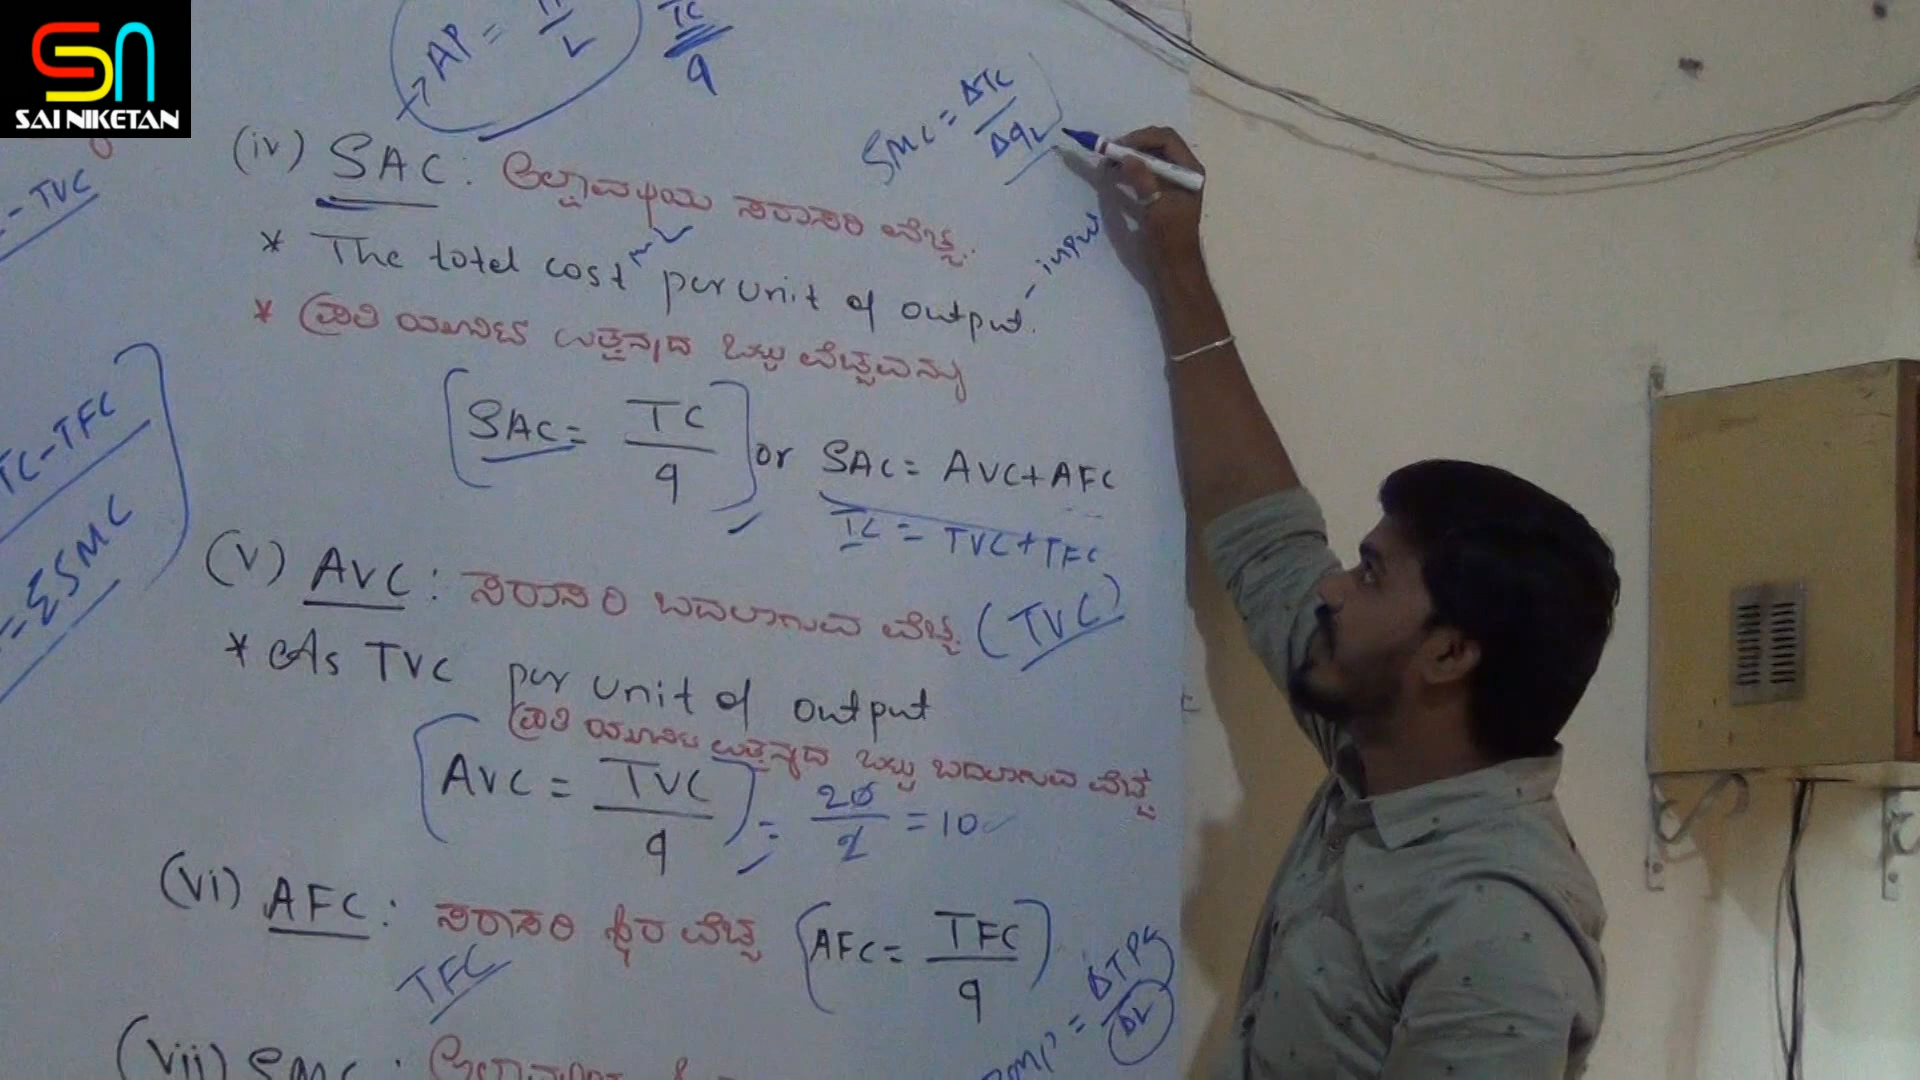 SN
SAI NIKETAN
AP = L
TC/q
SMC = ΔTC/Δq
- TVC
(iv) SAC: ಅಲ್ಪಾವಧಿಯ ಸರಾಸರಿ ವೆಚ್ಚ.
* The total cost per unit of output. - input
* ಪ್ರತಿ ಯೂನಿಟ್ ಉತ್ಪನ್ನದ ಒಟ್ಟು ವೆಚ್ಚವನ್ನು
SAC = TC/q or SAC = AVC + AFC
TC = TVC + TFC
TC - TFC
= ΣSMC
(v) AVC: ಸರಾಸರಿ ಬದಲಾಗುವ ವೆಚ್ಚ (TVC)
* As TVC per unit of output
ಪ್ರತಿ ಯೂನಿಟ್ ಉತ್ಪನ್ನದ ಒಟ್ಟು ಬದಲಾಗುವ ವೆಚ್ಚ
AVC = TVC/q = 20/2 = 10
(vi) AFC: ಸರಾಸರಿ ಸ್ಥಿರ ವೆಚ್ಚ (AFC = TFC/q)
TFC
MP = ΔTP/ΔL
(vii) SMC: